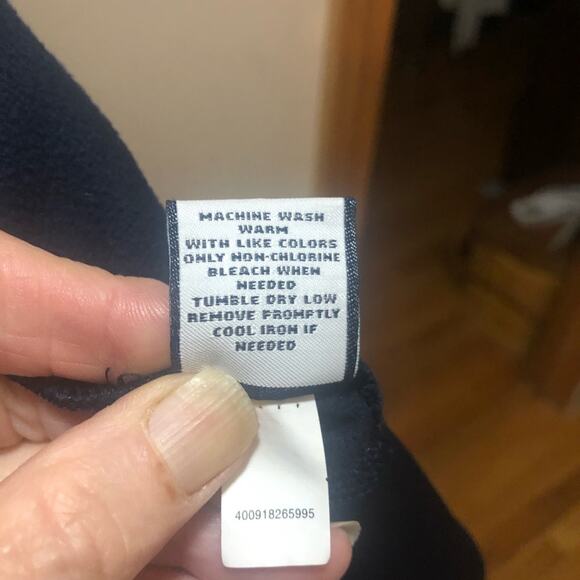 MACHINE WASH
WARM
WITH LIKE COLORS
ONLY NON-CHLORINE
BLEACH WHEN
NEEDED
TUMBLE DRY LOW
REMOVE PROMPTLY
COOL IRON IF
NEEDED
400918265995